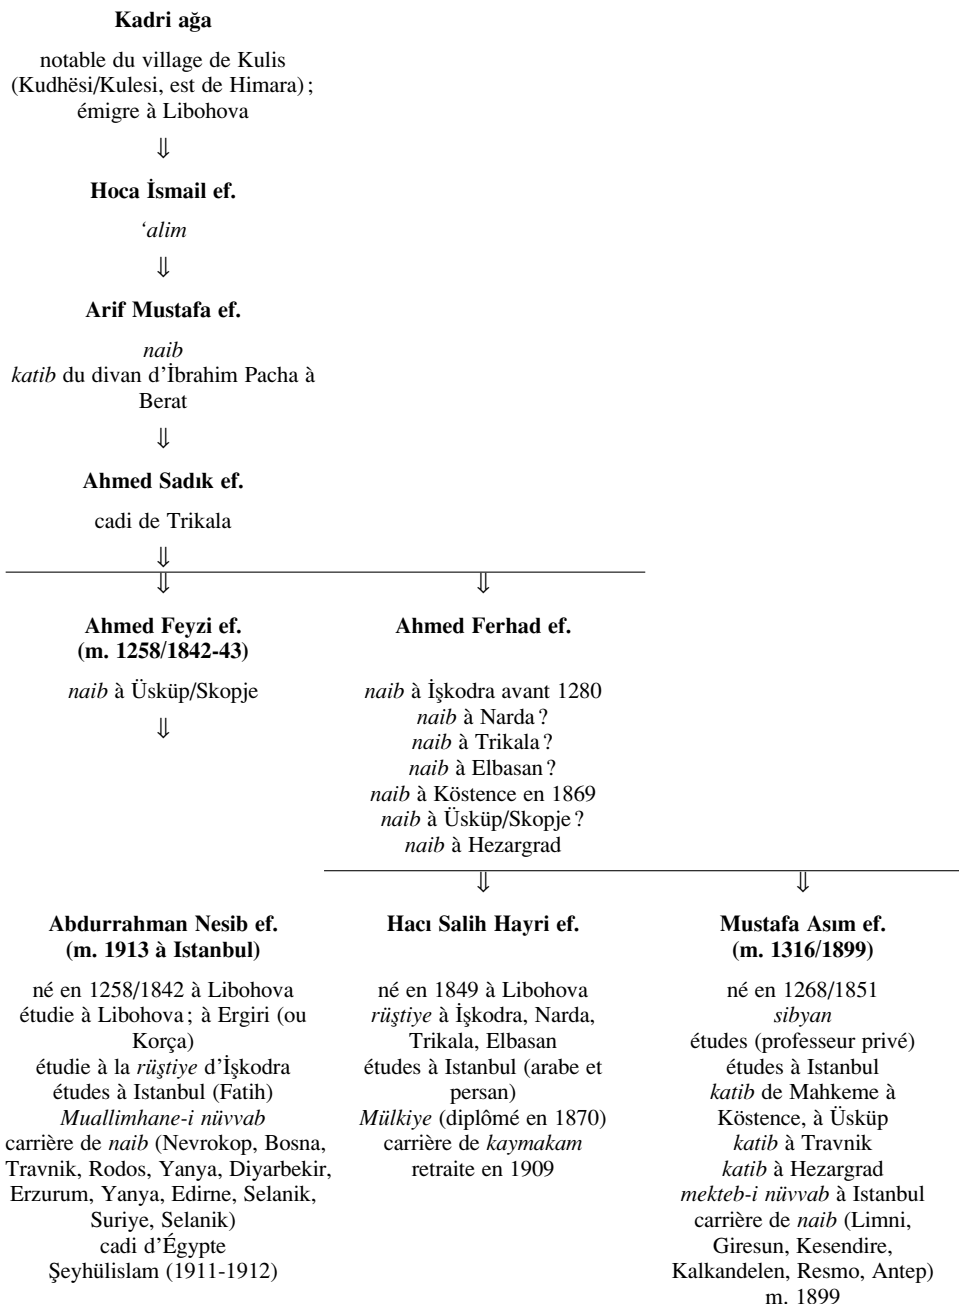 Kadri ağa
notable du village de Kulis
(Kudhësi/Kulesi, est de Himara) ;
émigre à Libohova
⇓
Hoca İsmail ef.
‘alim
⇓
Arif Mustafa ef.
naib
katib du divan d’İbrahim Pacha à
Berat
⇓
Ahmed Sadık ef.
cadi de Trikala
⇓
⇓ ⇓
Ahmed Feyzi ef.
(m. 1258/1842-43)
naib à Üsküp/Skopje
⇓
Ahmed Ferhad ef.
naib à İşkodra avant 1280
naib à Narda ?
naib à Trikala ?
naib à Elbasan ?
naib à Köstence en 1869
naib à Üsküp/Skopje ?
naib à Hezargrad
⇓ ⇓
Abdurrahman Nesib ef.
(m. 1913 à Istanbul)
né en 1258/1842 à Libohova
étudie à Libohova ; à Ergiri (ou
Korça)
étudie à la rüştiye d’İşkodra
études à Istanbul (Fatih)
Muallimhane-i nüvvab
carrière de naib (Nevrokop, Bosna,
Travnik, Rodos, Yanya, Diyarbekir,
Erzurum, Yanya, Edirne, Selanik,
Suriye, Selanik)
cadi d’Égypte
Şeyhülislam (1911-1912)
Hacı Salih Hayri ef.
né en 1849 à Libohova
rüştiye à İşkodra, Narda,
Trikala, Elbasan
études à Istanbul (arabe et
persan)
Mülkiye (diplômé en 1870)
carrière de kaymakam
retraite en 1909
Mustafa Asım ef.
(m. 1316/1899)
né en 1268/1851
sibyan
études (professeur privé)
études à Istanbul
katib de Mahkeme à
Köstence, à Üsküp
katib à Travnik
katib à Hezargrad
mekteb-i nüvvab à Istanbul
carrière de naib (Limni,
Giresun, Kesendire,
Kalkandelen, Resmo, Antep)
m. 1899